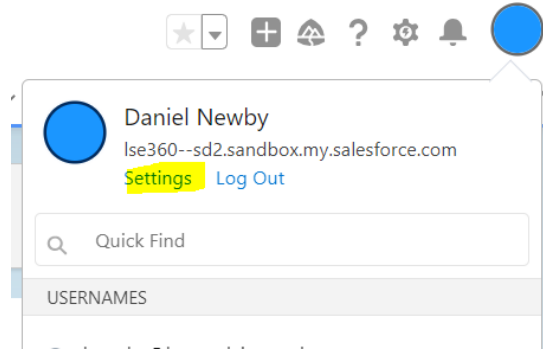 Daniel Newby
lse360--sd2.sandbox.my.salesforce.com
Settings Log Out
Quick Find
USERNAMES